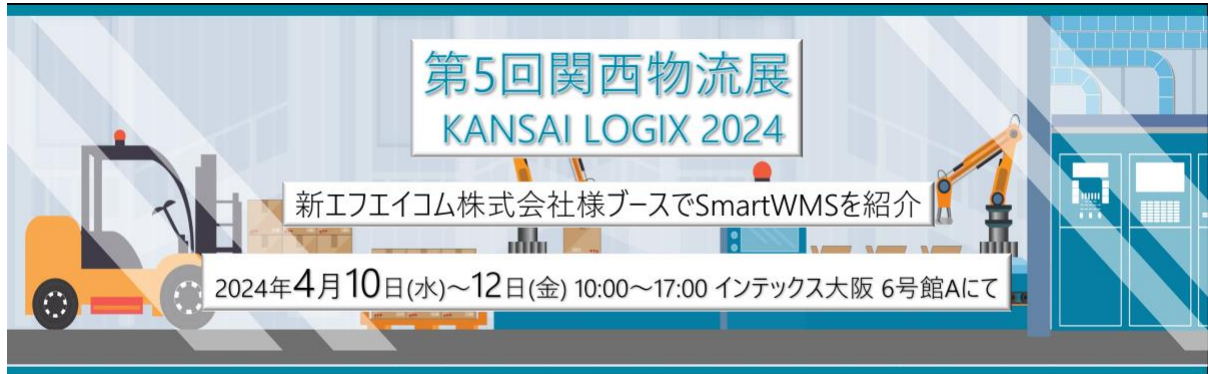 第5回関西物流展
KANSAI LOGIX 2024
新エフエイコム株式会社様ブースでSmartWMSを紹介
2024年4月10日(水)～12日(金) 10:00～17:00 インテックス大阪 6号館Aにて